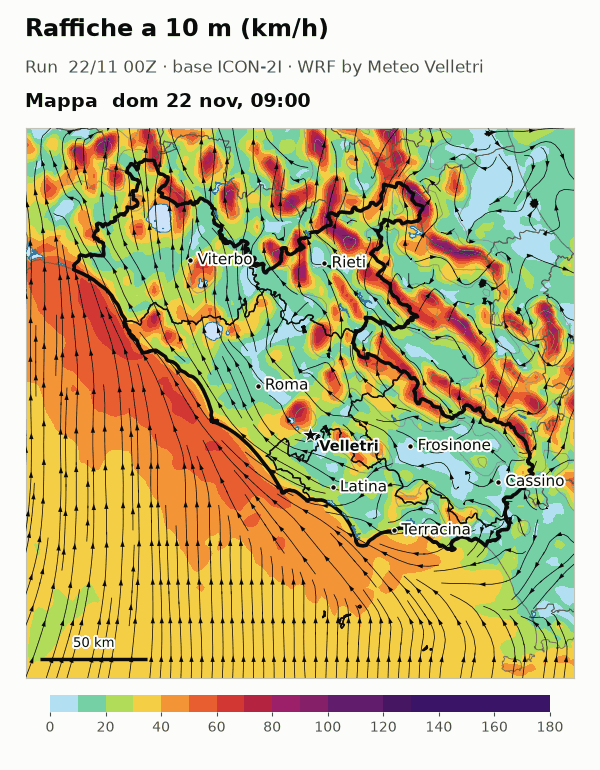 Raffiche a 10 m (km/h)
Run  22/11 00Z · base ICON-2I · WRF by Meteo Velletri
Mappa  dom 22 nov, 09:00
Viterbo
Rieti
Roma
Velletri
Frosinone
Cassino
Latina
Terracina
50 km
0 20 40 60 80 100 120 140 160 180